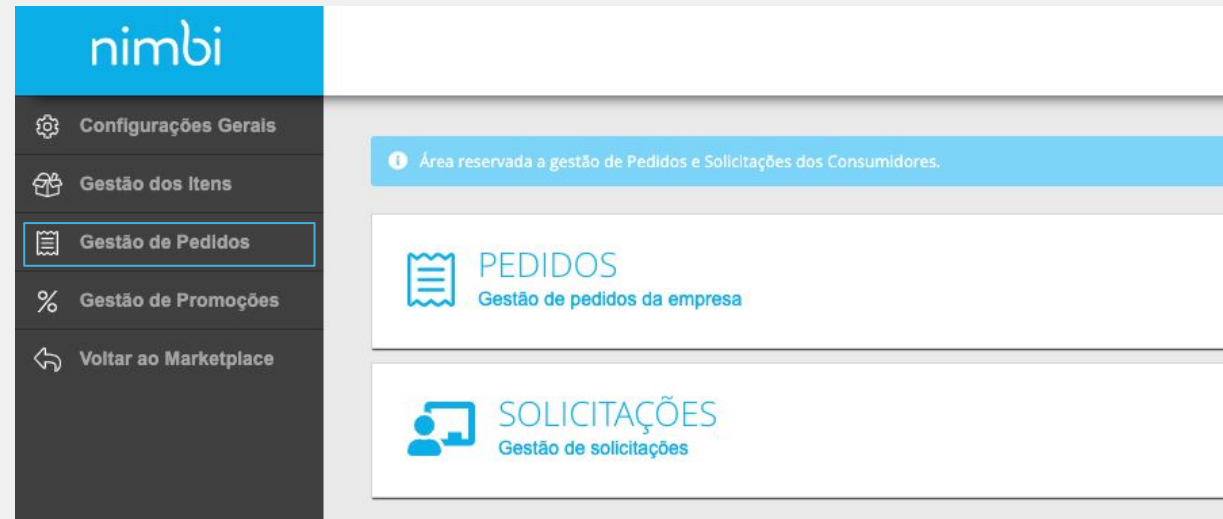 nimbi
Configurações Gerais
Gestão dos Itens
Gestão de Pedidos
Gestão de Promoções
Voltar ao Marketplace
Área reservada a gestão de Pedidos e Solicitações dos Consumidores.
PEDIDOS
Gestão de pedidos da empresa
SOLICITAÇÕES
Gestão de solicitações